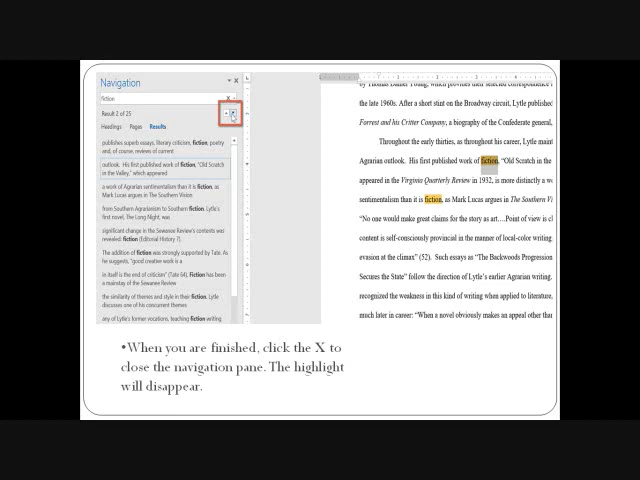 Navigation
fiction
Result 2 of 25
Headings Pages Results
publishes superb essays, literary criticism, fiction, poetry
and, of course, reviews of current
outlook. His first published work of fiction, "Old Scratch
in the Valley," which appeared
a work of Agrarian sentimentalism than it is fiction, as
Mark Lucas argues in The Southern Vision
from Southern Agrarianism to Southern fiction, Lytle's
first novel, The Long Night, was
significant change in the Sewanee Review's contents was
revealed: fiction (Editorial History 7).
The addition of fiction was strongly supported by Tate. As
he suggests, "good creative work is a
in itself is the end of criticism" (Tate 64). Fiction has been
a mainstay of the Sewanee Review
the similarity of themes and style in their fiction. Lytle
discusses one of his concurrent themes
any of Lytle's former vocations, teaching fiction writing
by Thomas Daniel Young, which provides their selected correspondence
the late 1960s. After a short stint on the Broadway circuit, Lytle published
Forrest and his Critter Company, a biography of the Confederate general,
Throughout the early thirties, as throughout his career, Lytle maint
Agrarian outlook. His first published work of fiction, "Old Scratch in the
appeared in the Virginia Quarterly Review in 1932, is more distinctly a w
sentimentalism than it is fiction, as Mark Lucas argues in The Southern Vi
"No one would make great claims for the story as art....Point of view is cl
content is self-consciously provincial in the manner of local-color writing
evasion at the climax" (52). Such essays as "The Backwoods Progression
Secures the State" follow the direction of Lytle's earlier Agrarian writing.
recognized the weakness in this kind of writing when applied to literature,
much later in career: "When a novel obviously makes an appeal other than
•When you are finished, click the X to
close the navigation pane. The highlight
will disappear.